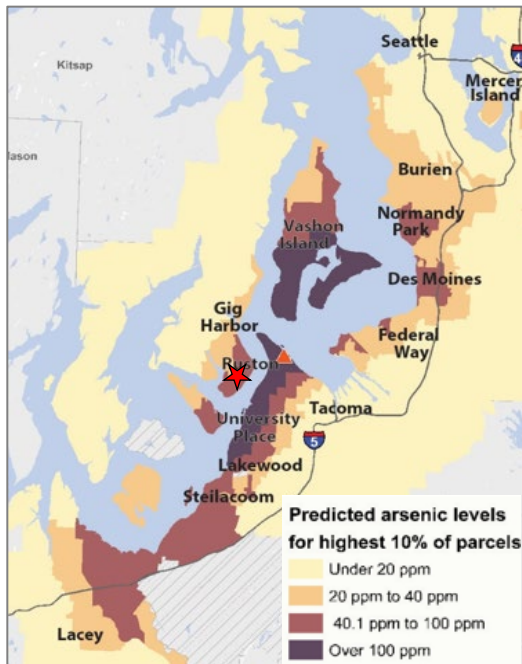 Seattle
Kitsap
Mercer
Island
Mason
Burien
Normandy
Park
Vashon
Island
Des Moines
Gig
Harbor
Federal
Way
Ruston
Tacoma
University
Place
5
Lakewood
Steilacoom
Lacey
Predicted arsenic levels
for highest 10% of parcels
Under 20 ppm
20 ppm to 40 ppm
40.1 ppm to 100 ppm
Over 100 ppm